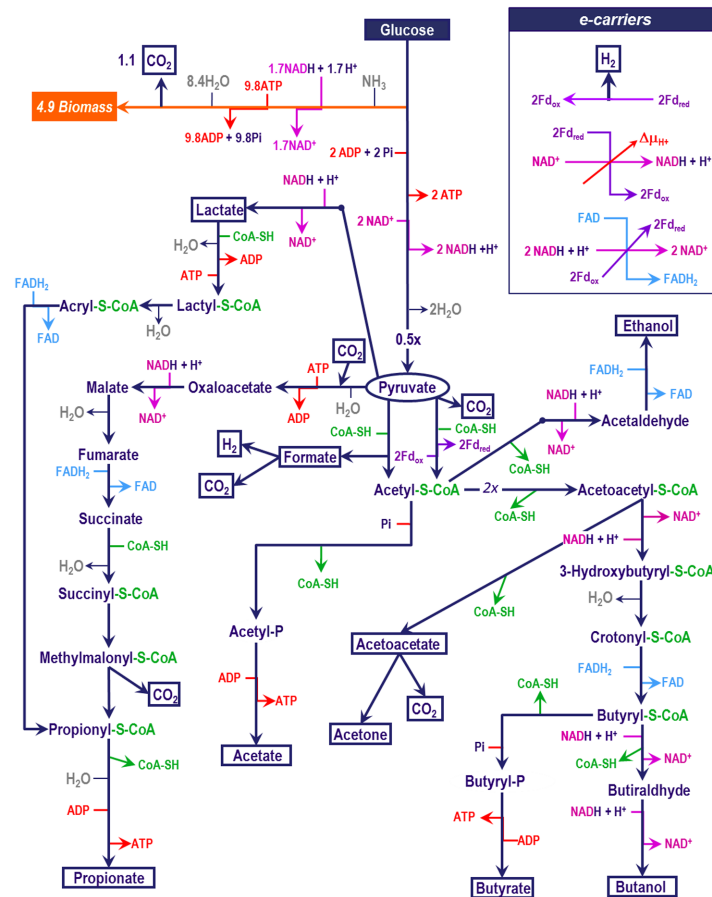 Glucose
e-carriers
H₂
2Fdox
2Fdred
2Fdred
ΔμH+
NAD⁺
NADH + H⁺
2Fdox
FAD
2Fdred
2 NADH + H⁺
2 NAD⁺
2Fdox
FADH₂
1.1 CO₂
8.4H₂O
9.8ATP
1.7NADH + 1.7 H⁺
NH₃
4.9 Biomass
9.8ADP + 9.8Pi
1.7NAD⁺
2 ADP + 2 Pi
2 ATP
2 NAD⁺
2 NADH +H⁺
2H₂O
0.5x
NADH + H⁺
Lactate
NAD⁺
CoA-SH
H₂O
ADP
ATP
FADH₂
Acryl-S-CoA
Lactyl-S-CoA
FAD
H₂O
Ethanol
FADH₂
FAD
CO₂
NADH + H⁺
ATP
Pyruvate
NADH + H⁺
Malate
Oxaloacetate
H₂O
CO₂
NAD⁺
ADP
Acetaldehyde
H₂O
CoA-SH
CoA-SH
NAD⁺
Fumarate
H₂
Formate
2Fdox
2Fdred
CoA-SH
FADH₂
FAD
CO₂
Acetyl-S-CoA
2x
Acetoacetyl-S-CoA
CoA-SH
Succinate
Pi
NAD⁺
CoA-SH
NADH + H⁺
H₂O
CoA-SH
3-Hydroxybutyryl-S-CoA
Succinyl-S-CoA
CoA-SH
H₂O
Acetyl-P
Acetoacetate
Crotonyl-S-CoA
Methylmalonyl-S-CoA
ADP
FADH₂
CoA-SH
FAD
CO₂
ATP
CO₂
Propionyl-S-CoA
Acetone
Butyryl-S-CoA
Acetate
Pi
NADH + H⁺
CoA-SH
CoA-SH
NAD⁺
H₂O
Butyryl-P
Butiraldhyde
ADP
ATP
NADH + H⁺
ATP
ADP
NAD⁺
Propionate
Butyrate
Butanol